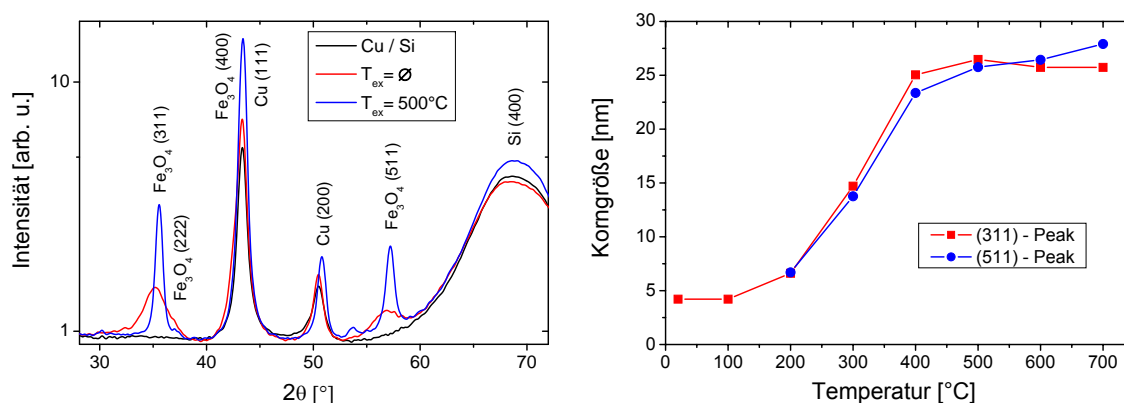 Intensität [arb. u.]
10
1
30
40
50
60
70
2θ [°]
Fe₃O₄ (311)
Fe₃O₄ (222)
Fe₃O₄ (400)
Cu (111)
Cu (200)
Fe₃O₄ (511)
Si (400)
Cu / Si
Tₑₓ= Ø
Tₑₓ= 500°C
Korngröße [nm]
30
25
20
15
10
5
0
0
100
200
300
400
500
600
700
Temperatur [°C]
(311) - Peak
(511) - Peak